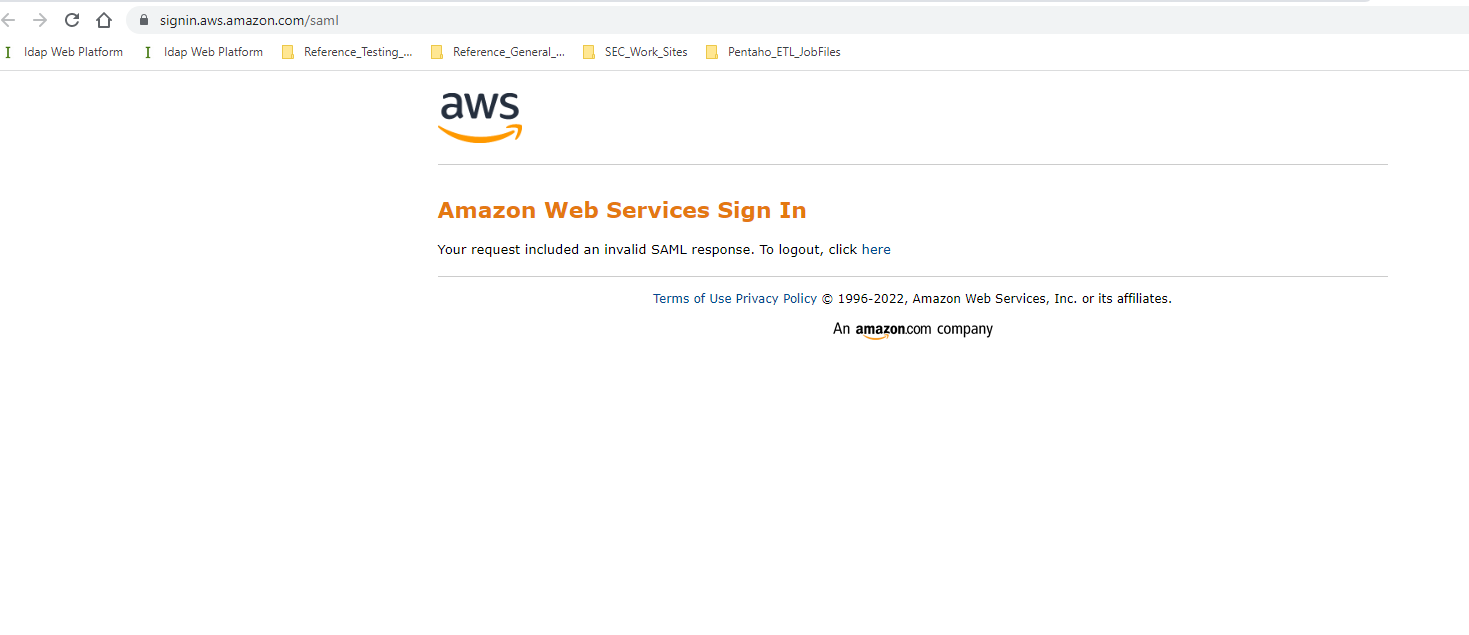 signin.aws.amazon.com/saml
I Idap Web Platform I Idap Web Platform Reference_Testing_... Reference_General_... SEC_Work_Sites Pentaho_ETL_JobFiles
aws
Amazon Web Services Sign In
Your request included an invalid SAML response. To logout, click here
Terms of Use Privacy Policy © 1996-2022, Amazon Web Services, Inc. or its affiliates.
An amazon.com company